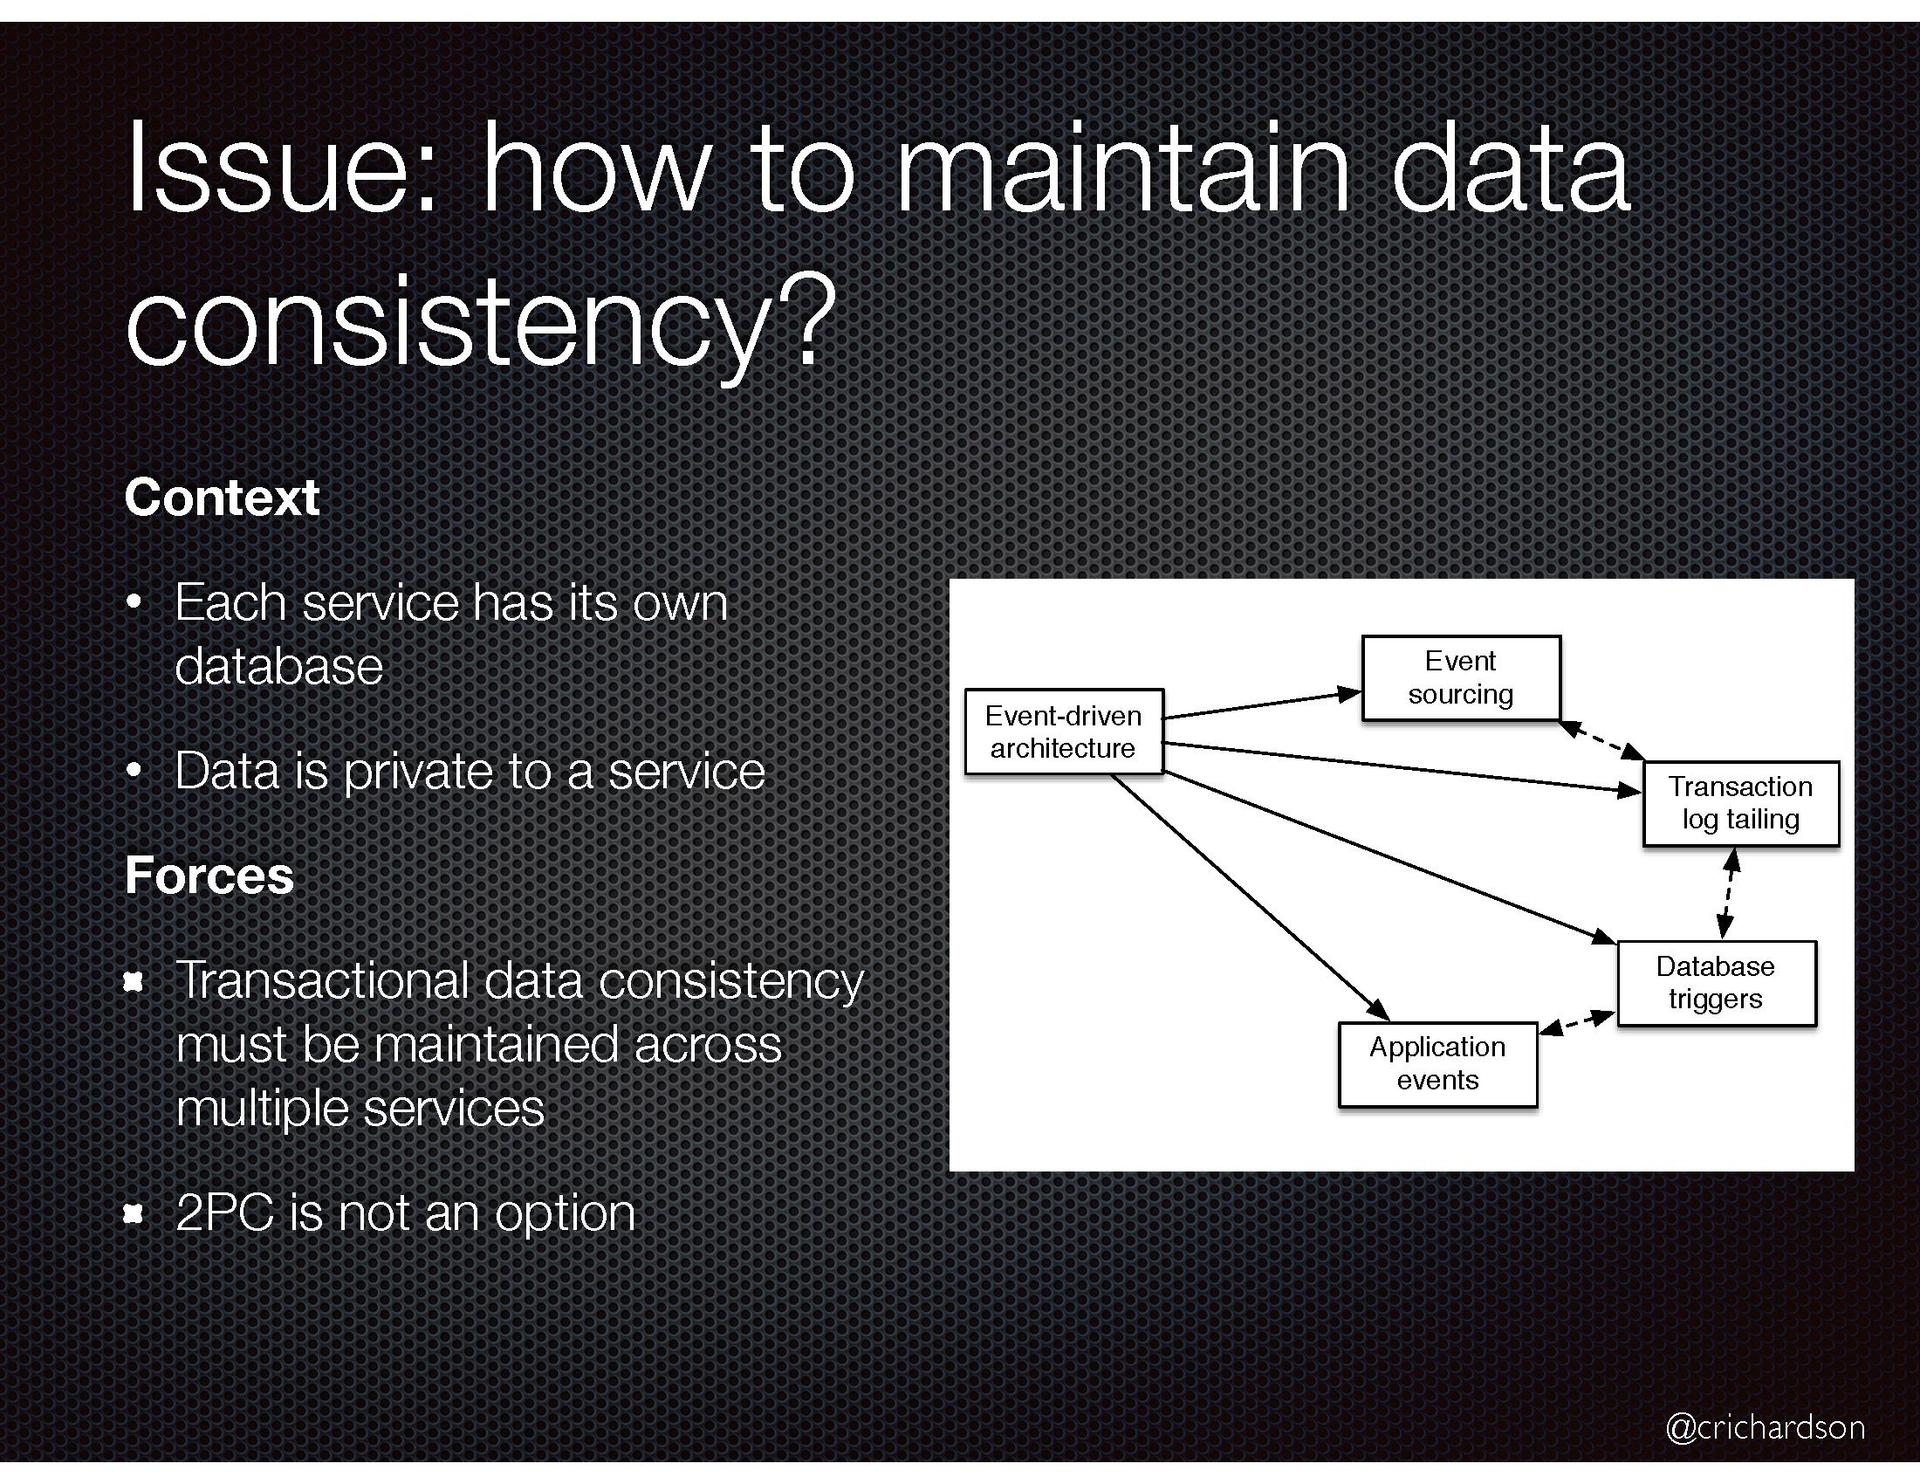 Issue: how to maintain data
consistency?
Context
• Each service has its own
database
• Data is private to a service
Forces
Transactional data consistency
must be maintained across
multiple services
2PC is not an option
Event-driven
architecture
Event
sourcing
Transaction
log tailing
Database
triggers
Application
events
@crichardson